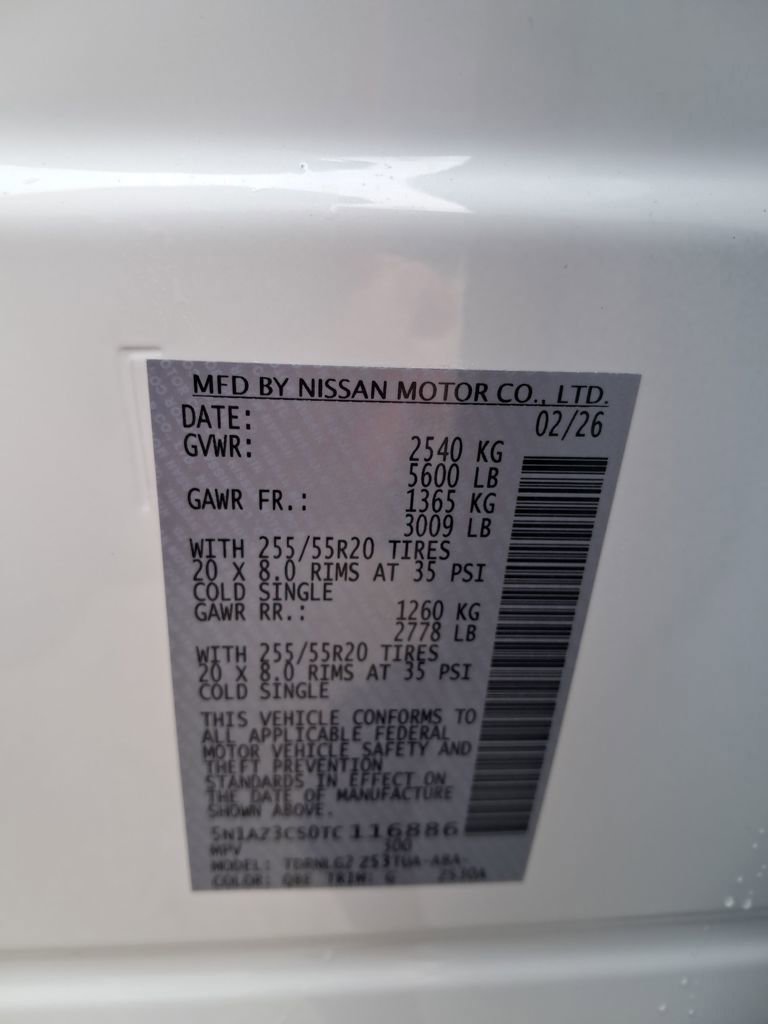 MFD BY NISSAN MOTOR CO., LTD.
DATE: 02/26
GVWR: 2540 KG
5600 LB
GAWR FR.: 1365 KG
3009 LB
WITH 255/55R20 TIRES
20 X 8.0 RIMS AT 35 PSI
COLD SINGLE
GAWR RR.: 1260 KG
2778 LB
WITH 255/55R20 TIRES
20 X 8.0 RIMS AT 35 PSI
COLD SINGLE
THIS VEHICLE CONFORMS TO
ALL APPLICABLE FEDERAL
MOTOR VEHICLE SAFETY AND
THEFT PREVENTION
STANDARDS IN EFFECT ON
THE DATE OF MANUFACTURE
SHOWN ABOVE.
5N1AZ3CS0TC116886
MPV
MODEL:
COLOR: TRIM: G